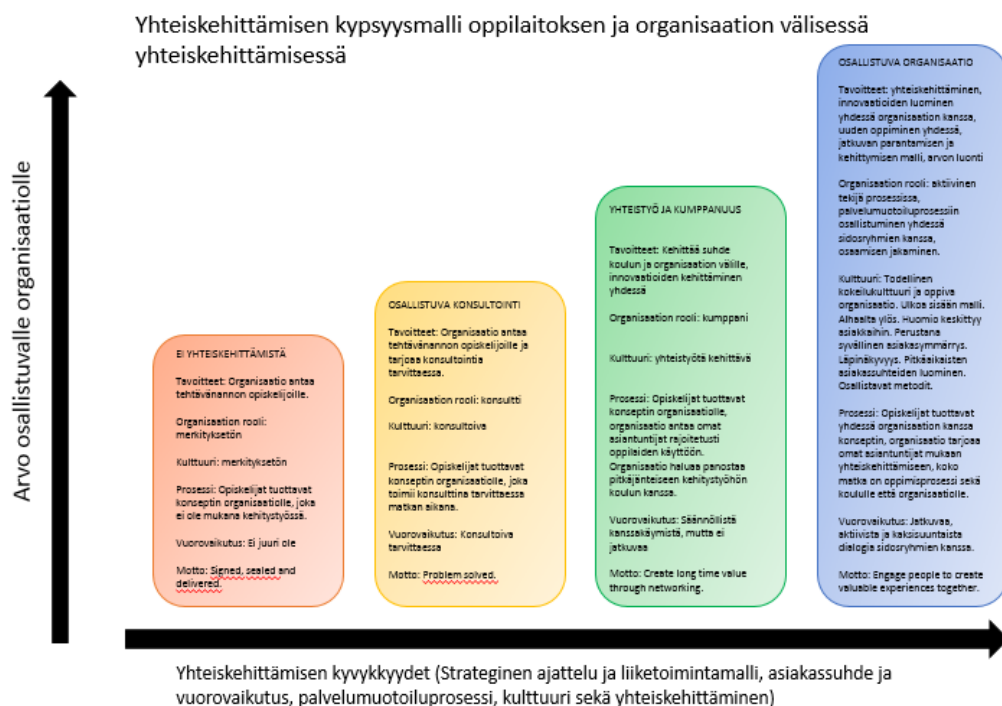 Yhteiskehittämisen kypsyysmalli oppilaitoksen ja organisaation välisessä
yhteiskehittämisessä
Arvo osallistuvalle organisaatiolle
EI YHTEISKEHITTÄMISTÄ
Tavoitteet: Organisaatio antaa
tehtävänannon opiskelijoille.
Organisaation rooli:
merkityksetön
Kulttuuri: merkityksetön
Prosessi: Opiskelijat tuottavat
konseptin organisaatiolle, joka
ei ole mukana kehitystyössä.
Vuorovaikutus: Ei juuri ole
Motto: Signed, sealed and
delivered.
OSALLISTUVA KONSULTOINTI
Tavoitteet: Organisaatio antaa
tehtävänannon opiskelijoille ja
tarjoaa konsultointia
tarvittaessa.
Organisaation rooli: konsultti
Kulttuuri: konsultoiva
Prosessi: Opiskelijat tuottavat
konseptin organisaatiolle, joka
toimii konsulttina tarvittaessa
matkan aikana.
Vuorovaikutus: Konsultoiva
tarvittaessa
Motto: Problem solved.
YHTEISTYÖ JA KUMPPANUUS
Tavoitteet: Kehittää suhde
koulun ja organisaation välille,
innovaatioiden kehittäminen
yhdessä
Organisaation rooli: kumppani
Kulttuuri: yhteistyötä kehittävä
Prosessi: Opiskelijat tuottavat
konseptin organisaatiolle,
organisaatio antaa omat
asiantuntijat rajoitetusti
oppilaiden käyttöön.
Organisaatio haluaa panostaa
pitkäjänteiseen kehitystyöhön
koulun kanssa.
Vuorovaikutus: Säännöllistä
kanssakäymistä, mutta ei
jatkuvaa
Motto: Create long time value
through networking.
OSALLISTUVA ORGANISAATIO
Tavoitteet: yhteiskehittäminen,
innovaatioiden luominen
yhdessä organisaation kanssa,
uuden oppiminen yhdessä,
jatkuvan parantamisen ja
kehittymisen malli, arvon luonti
Organisaation rooli: aktiivinen
tekijä prosessissa,
palvelumuotoiluprosessiin
osallistuminen yhdessä
sidosryhmien kanssa,
osaamisen jakaminen.
Kulttuuri: Todellinen
kokeilukulttuuri ja oppiva
organisaatio. Ulkoa sisään malli.
Alhaalta ylös. Huomio keskittyy
asiakkaihin. Perustana
syvällinen asiakasymmärrys.
Läpinäkyvyys. Pitkäaikaisten
asiakassuhteiden luominen.
Osallistavat metodit.
Prosessi: Opiskelijat tuottavat
yhdessä organisaation kanssa
konseptin, organisaatio tarjoaa
omat asiantuntijat mukaan
yhteiskehittämiseen, koko
matka on oppimisprosessi sekä
koululle että organisaatiolle.
Vuorovaikutus: Jatkuvaa,
aktiivista ja kaksisuuntaista
dialogia sidosryhmien kanssa.
Motto: Engage people to create
valuable experiences together.
Yhteiskehittämisen kyvykkyydet (Strateginen ajattelu ja liiketoimintamalli, asiakassuhde ja
vuorovaikutus, palvelumuotoiluprosessi, kulttuuri sekä yhteiskehittäminen)